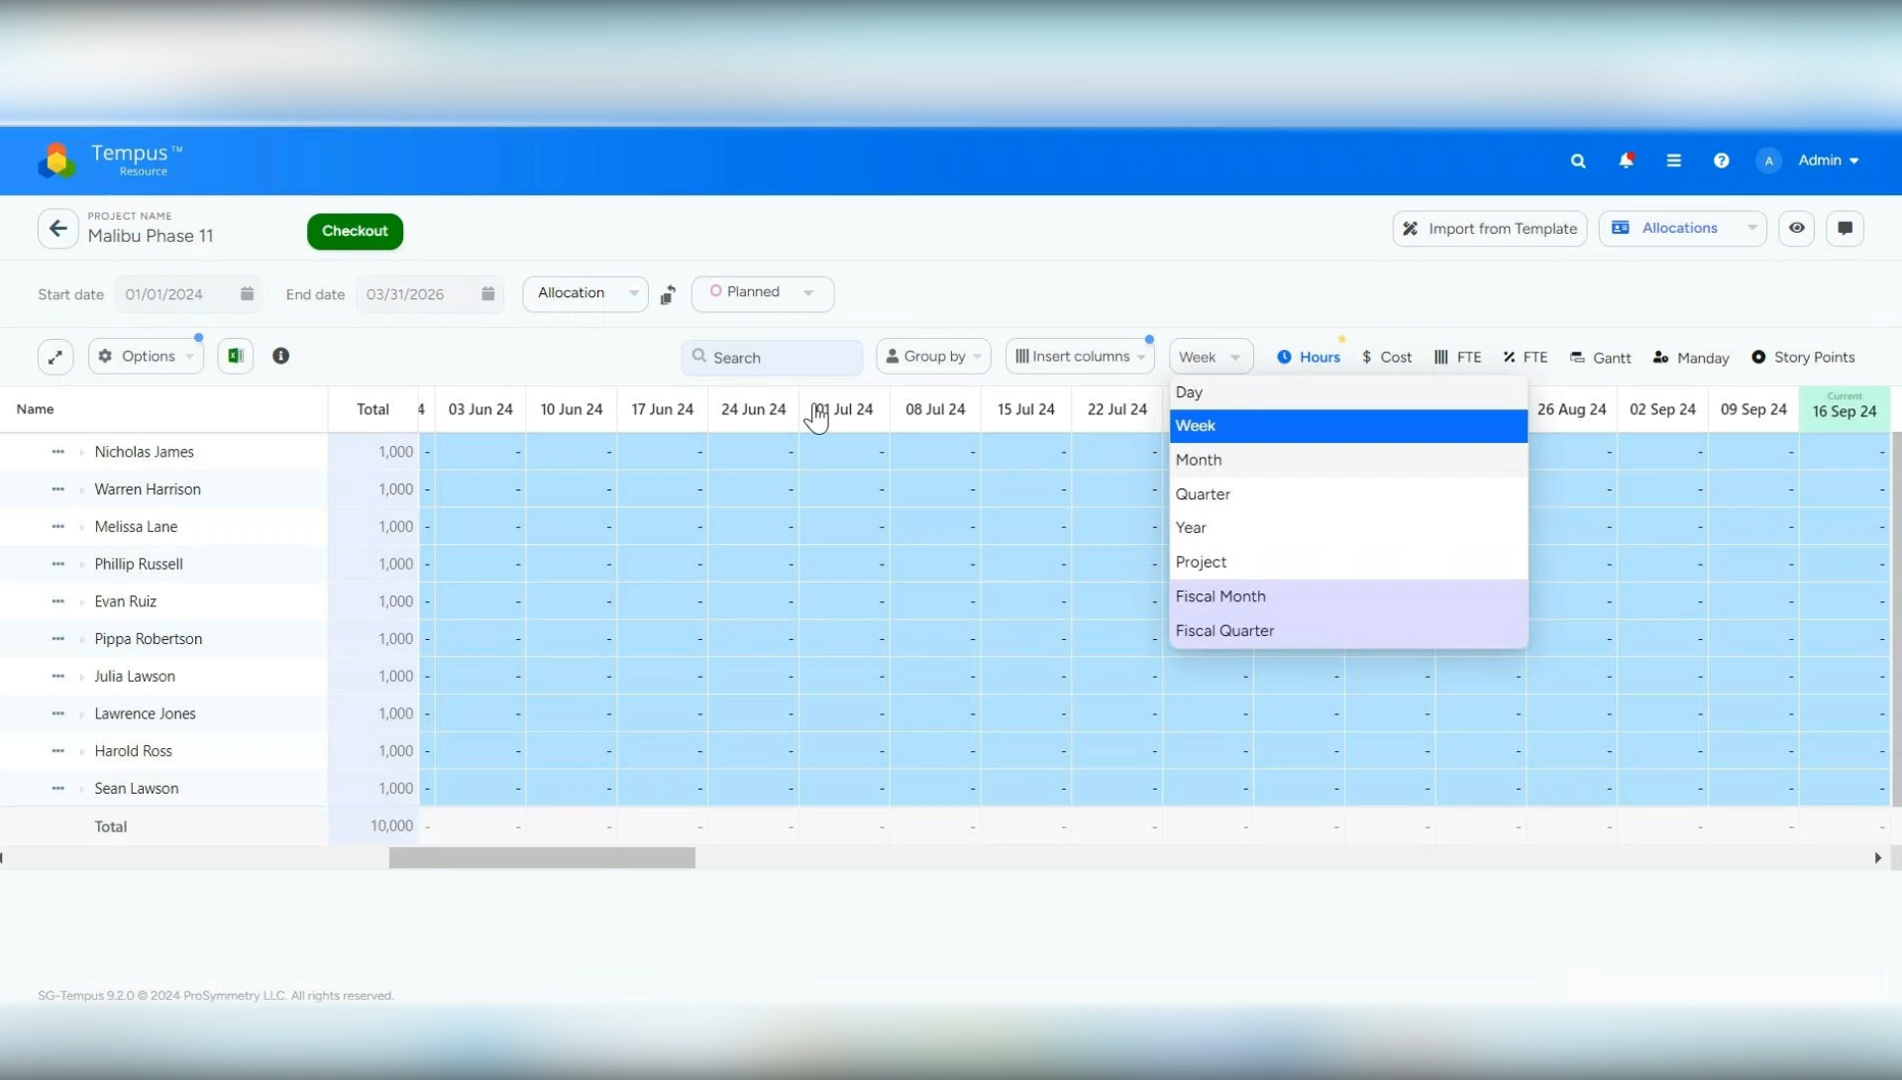 Tempus ™
Resource
A Admin
PROJECT NAME
Malibu Phase 11
Checkout
Import from Template
Allocations
Start date 01/01/2024 End date 03/31/2026 Allocation Planned
Options Search Group by Insert columns Week Hours $ Cost FTE % FTE Gantt Manday Story Points
Day
Week
Month
Quarter
Year
Project
Fiscal Month
Fiscal Quarter
Name Total 4 03 Jun 24 10 Jun 24 17 Jun 24 24 Jun 24 01 Jul 24 08 Jul 24 15 Jul 24 22 Jul 24 26 Aug 24 02 Sep 24 09 Sep 24 Current 16 Sep 24
Nicholas James 1,000 - - - - - - - - - - - - -
Warren Harrison 1,000 - - - - - - - - - - - - -
Melissa Lane 1,000 - - - - - - - - - - - - -
Phillip Russell 1,000 - - - - - - - - - - - - -
Evan Ruiz 1,000 - - - - - - - - - - - - -
Pippa Robertson 1,000 - - - - - - - - - - - - -
Julia Lawson 1,000 - - - - - - - - - - - - - - - - -
Lawrence Jones 1,000 - - - - - - - - - - - - - - - - -
Harold Ross 1,000 - - - - - - - - - - - - - - - - -
Sean Lawson 1,000 - - - - - - - - - - - - - - - - -
Total 10,000 - - - - - - - - - - - - - - - - -
SG-Tempus 9.2.0 © 2024 ProSymmetry LLC. All rights reserved.